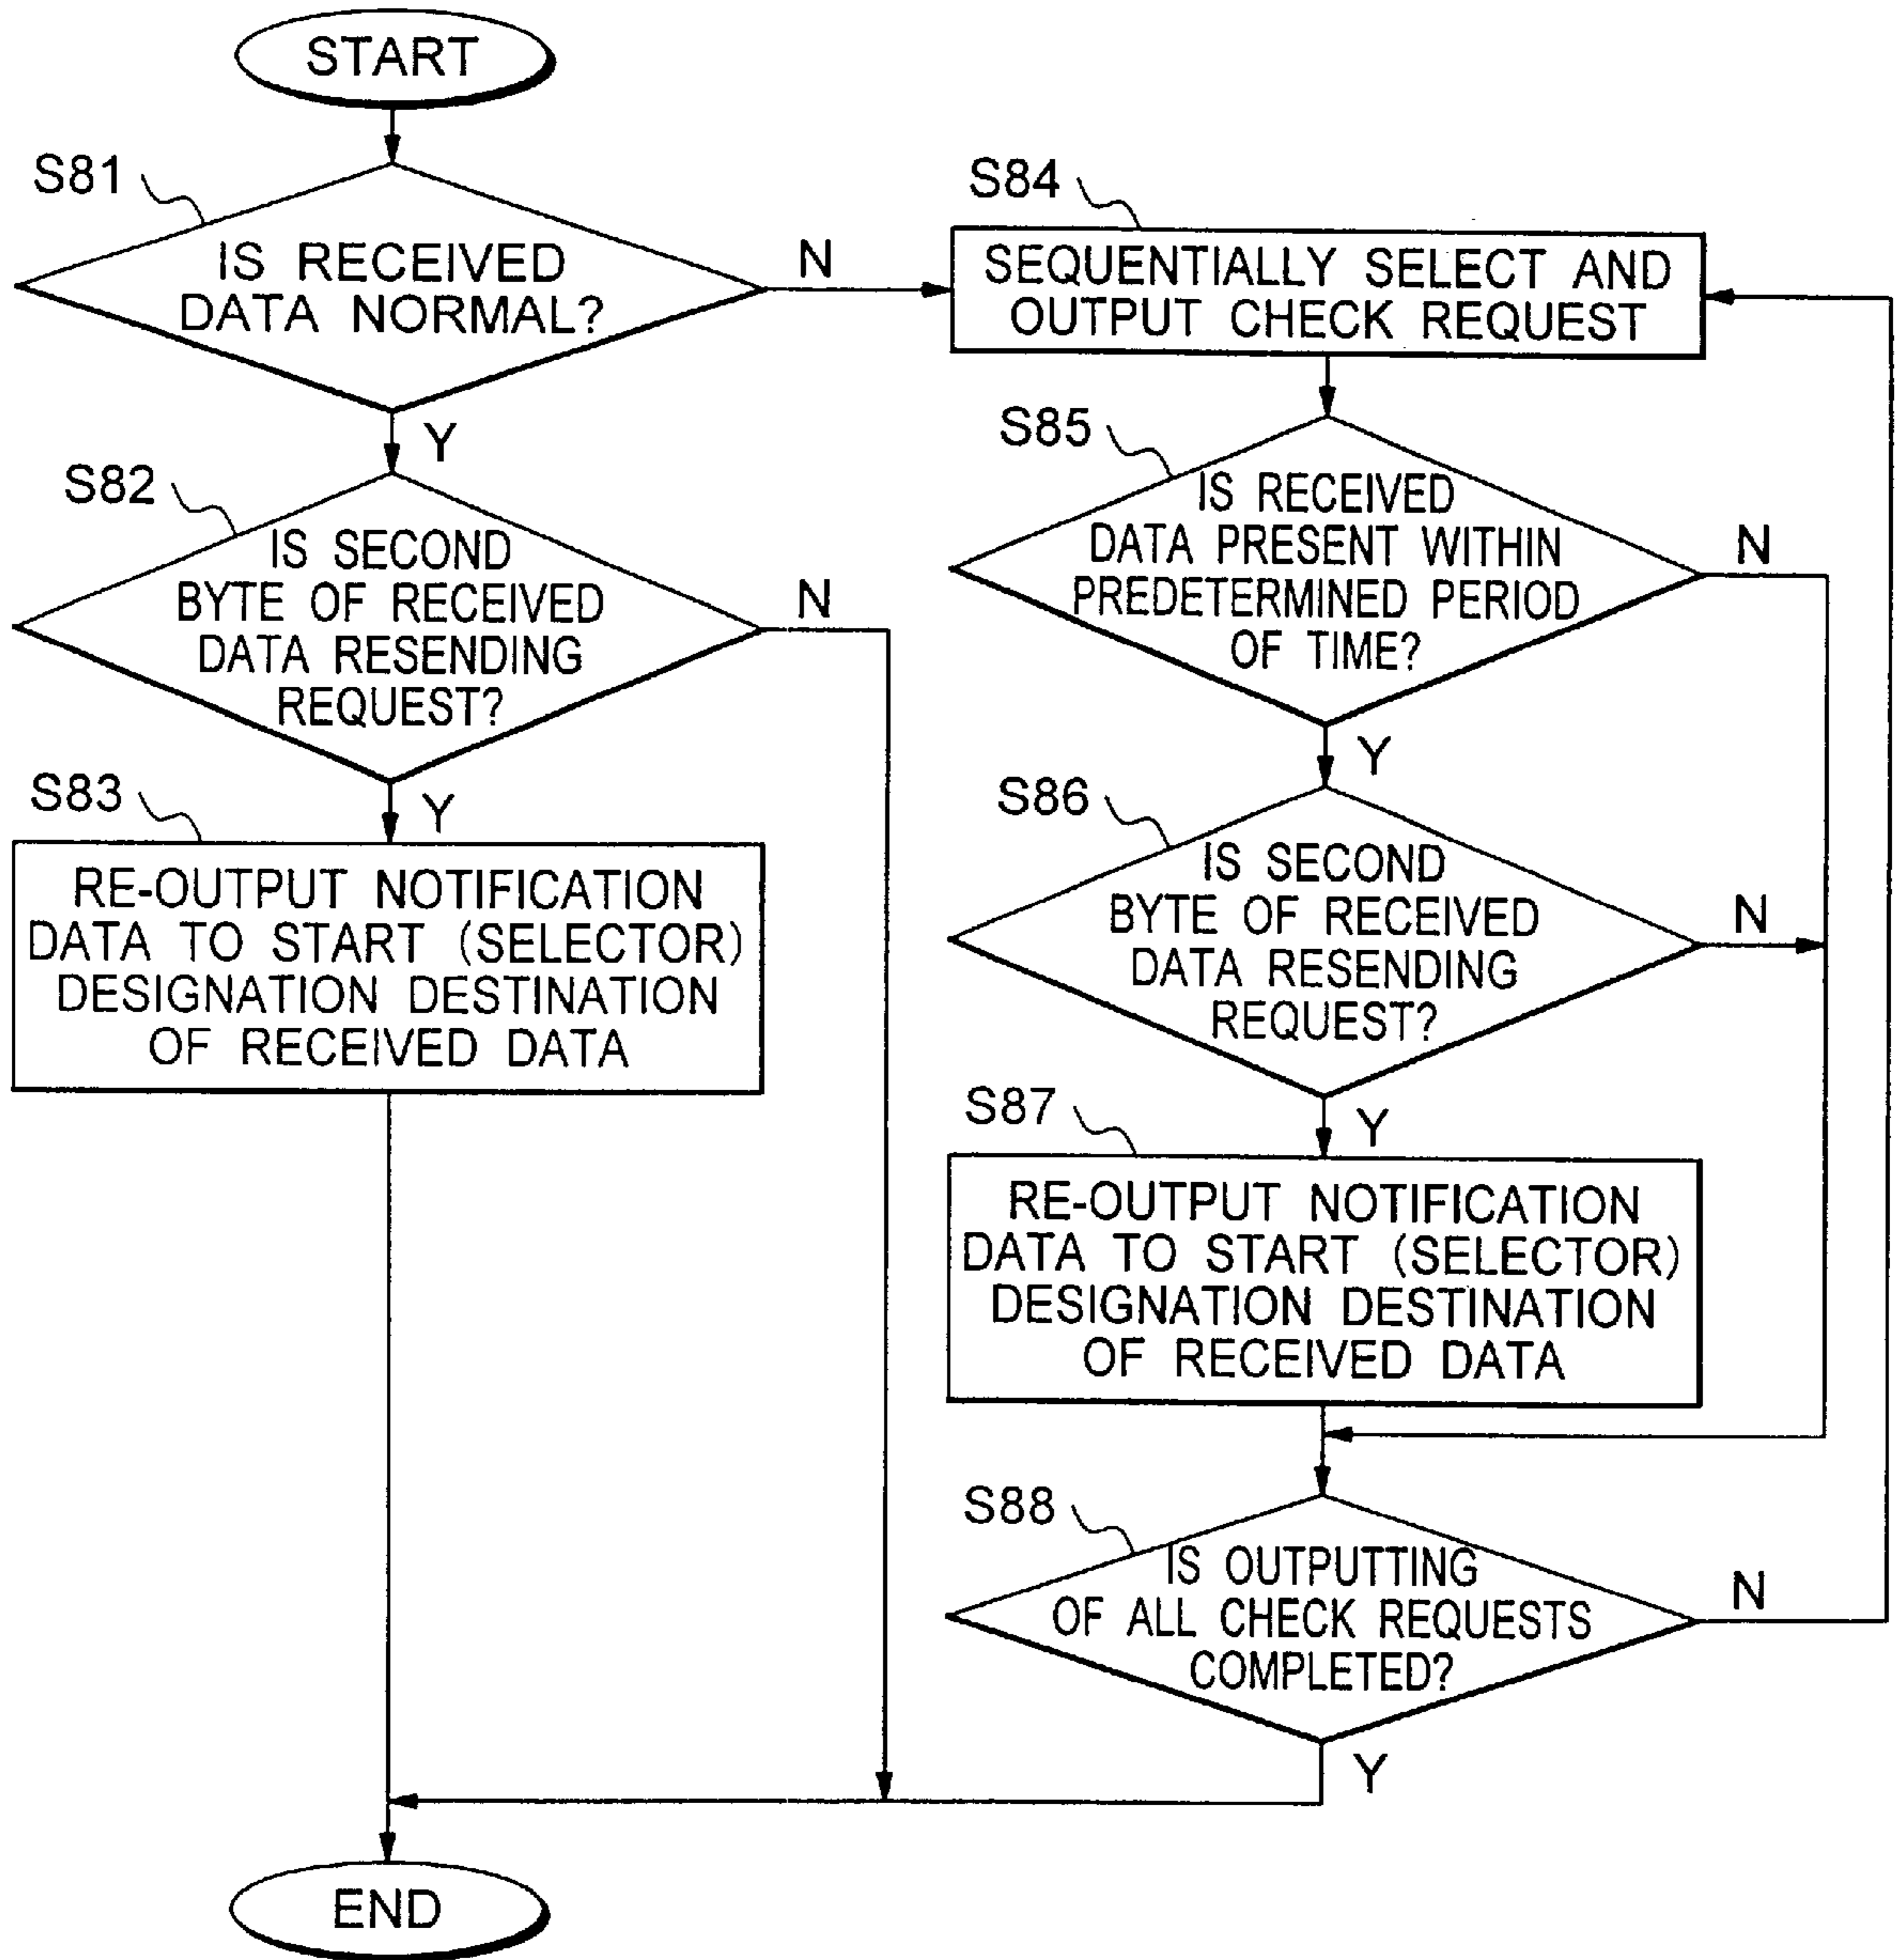 START
S81
IS RECEIVED
DATA NORMAL?
N
Y
S82
IS SECOND
BYTE OF RECEIVED
DATA RESENDING
REQUEST?
N
Y
S83
RE-OUTPUT NOTIFICATION
DATA TO START (SELECTOR)
DESIGNATION DESTINATION
OF RECEIVED DATA
S84
SEQUENTIALLY SELECT AND
OUTPUT CHECK REQUEST
S85
IS RECEIVED
DATA PRESENT WITHIN
PREDETERMINED PERIOD
OF TIME?
N
Y
S86
IS SECOND
BYTE OF RECEIVED
DATA RESENDING
REQUEST?
N
Y
S87
RE-OUTPUT NOTIFICATION
DATA TO START (SELECTOR)
DESIGNATION DESTINATION
OF RECEIVED DATA
S88
IS OUTPUTTING
OF ALL CHECK REQUESTS
COMPLETED?
N
Y
END